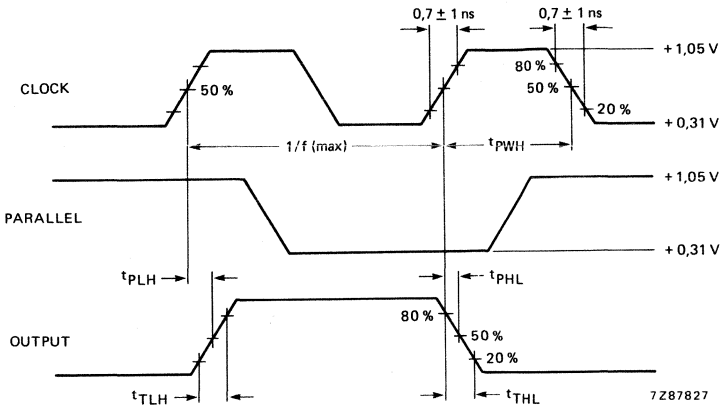 0,7 ± 1 ns
0,7 ± 1 ns
+ 1,05 V
80 %
CLOCK
50 %
50 %
20 %
+ 0,31 V
1/f (max)
tPWH
+ 1,05 V
PARALLEL
+ 0,31 V
tPLH
tPHL
80 %
OUTPUT
50 %
20 %
tTLH
tTHL
7Z87827